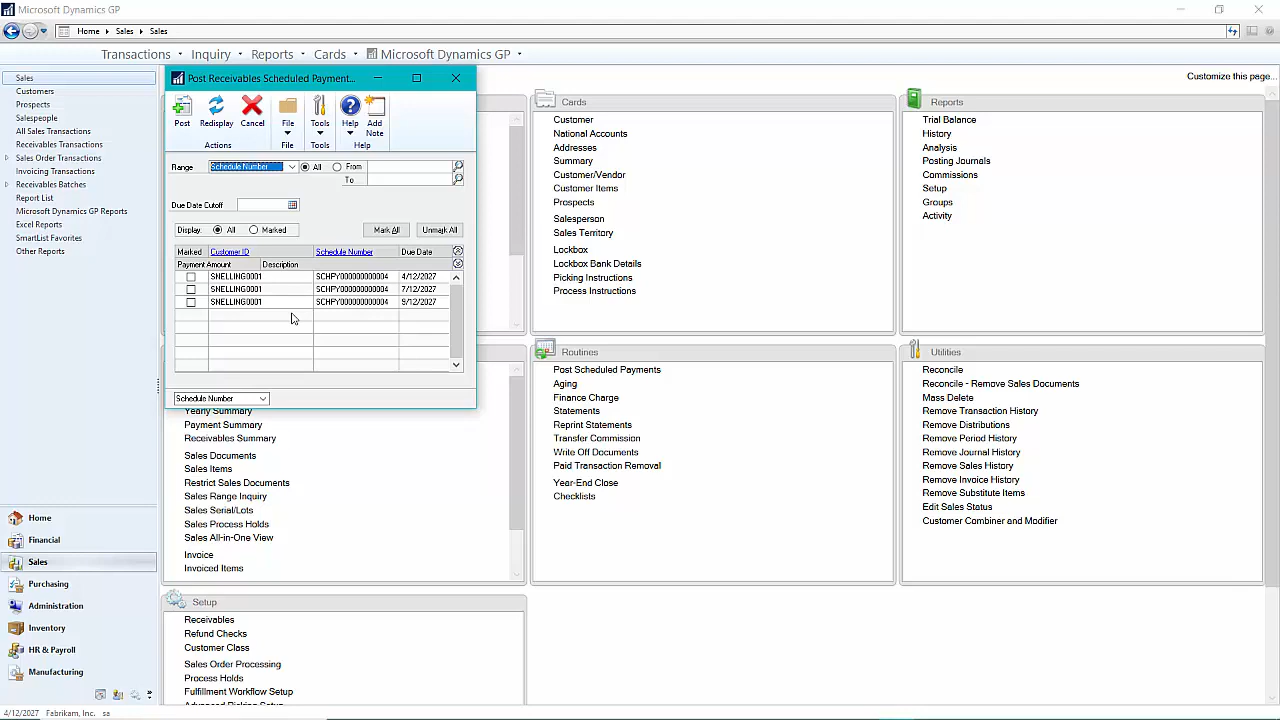 Microsoft Dynamics GP
Home Sales Sales
Transactions Inquiry Reports Cards Microsoft Dynamics GP
Customize this page...
Sales
Customers
Prospects
Salespeople
All Sales Transactions
Receivables Transactions
Sales Order Transactions
Invoicing Transactions
Receivables Batches
Report List
Microsoft Dynamics GP Reports
Excel Reports
SmartList Favorites
Other Reports
Home
Financial
Sales
Purchasing
Administration
Inventory
HR & Payroll
Manufacturing
Post Receivables Scheduled Payment...
Post Redisplay Cancel File Tools Help Add Note
Actions File Tools Help
Range Schedule Number All From
To
Due Date Cutoff
Display: All Marked Mark All Unmark All
Marked Customer ID Schedule Number Due Date
Payment Amount Description
SNELLING0001 SCHPY000000000004 4/12/2027
SNELLING0001 SCHPY000000000004 7/12/2027
SNELLING0001 SCHPY000000000004 9/12/2027
Schedule Number
Yearly Summary
Payment Summary
Receivables Summary
Sales Documents
Sales Items
Restrict Sales Documents
Sales Range Inquiry
Sales Serial/Lots
Sales Process Holds
Sales All-in-One View
Invoice
Invoiced Items
Setup
Receivables
Refund Checks
Customer Class
Sales Order Processing
Process Holds
Fulfillment Workflow Setup
Advanced Picking Setup
Cards
Customer
National Accounts
Addresses
Summary
Customer/Vendor
Customer Items
Prospects
Salesperson
Sales Territory
Lockbox
Lockbox Bank Details
Picking Instructions
Process Instructions
Routines
Post Scheduled Payments
Aging
Finance Charge
Statements
Reprint Statements
Transfer Commission
Write Off Documents
Paid Transaction Removal
Year-End Close
Checklists
Reports
Trial Balance
History
Analysis
Posting Journals
Commissions
Setup
Groups
Activity
Utilities
Reconcile
Reconcile - Remove Sales Documents
Mass Delete
Remove Transaction History
Remove Distributions
Remove Period History
Remove Journal History
Remove Sales History
Remove Invoice History
Remove Substitute Items
Edit Sales Status
Customer Combiner and Modifier
4/12/2027 Fabrikam, Inc. sa